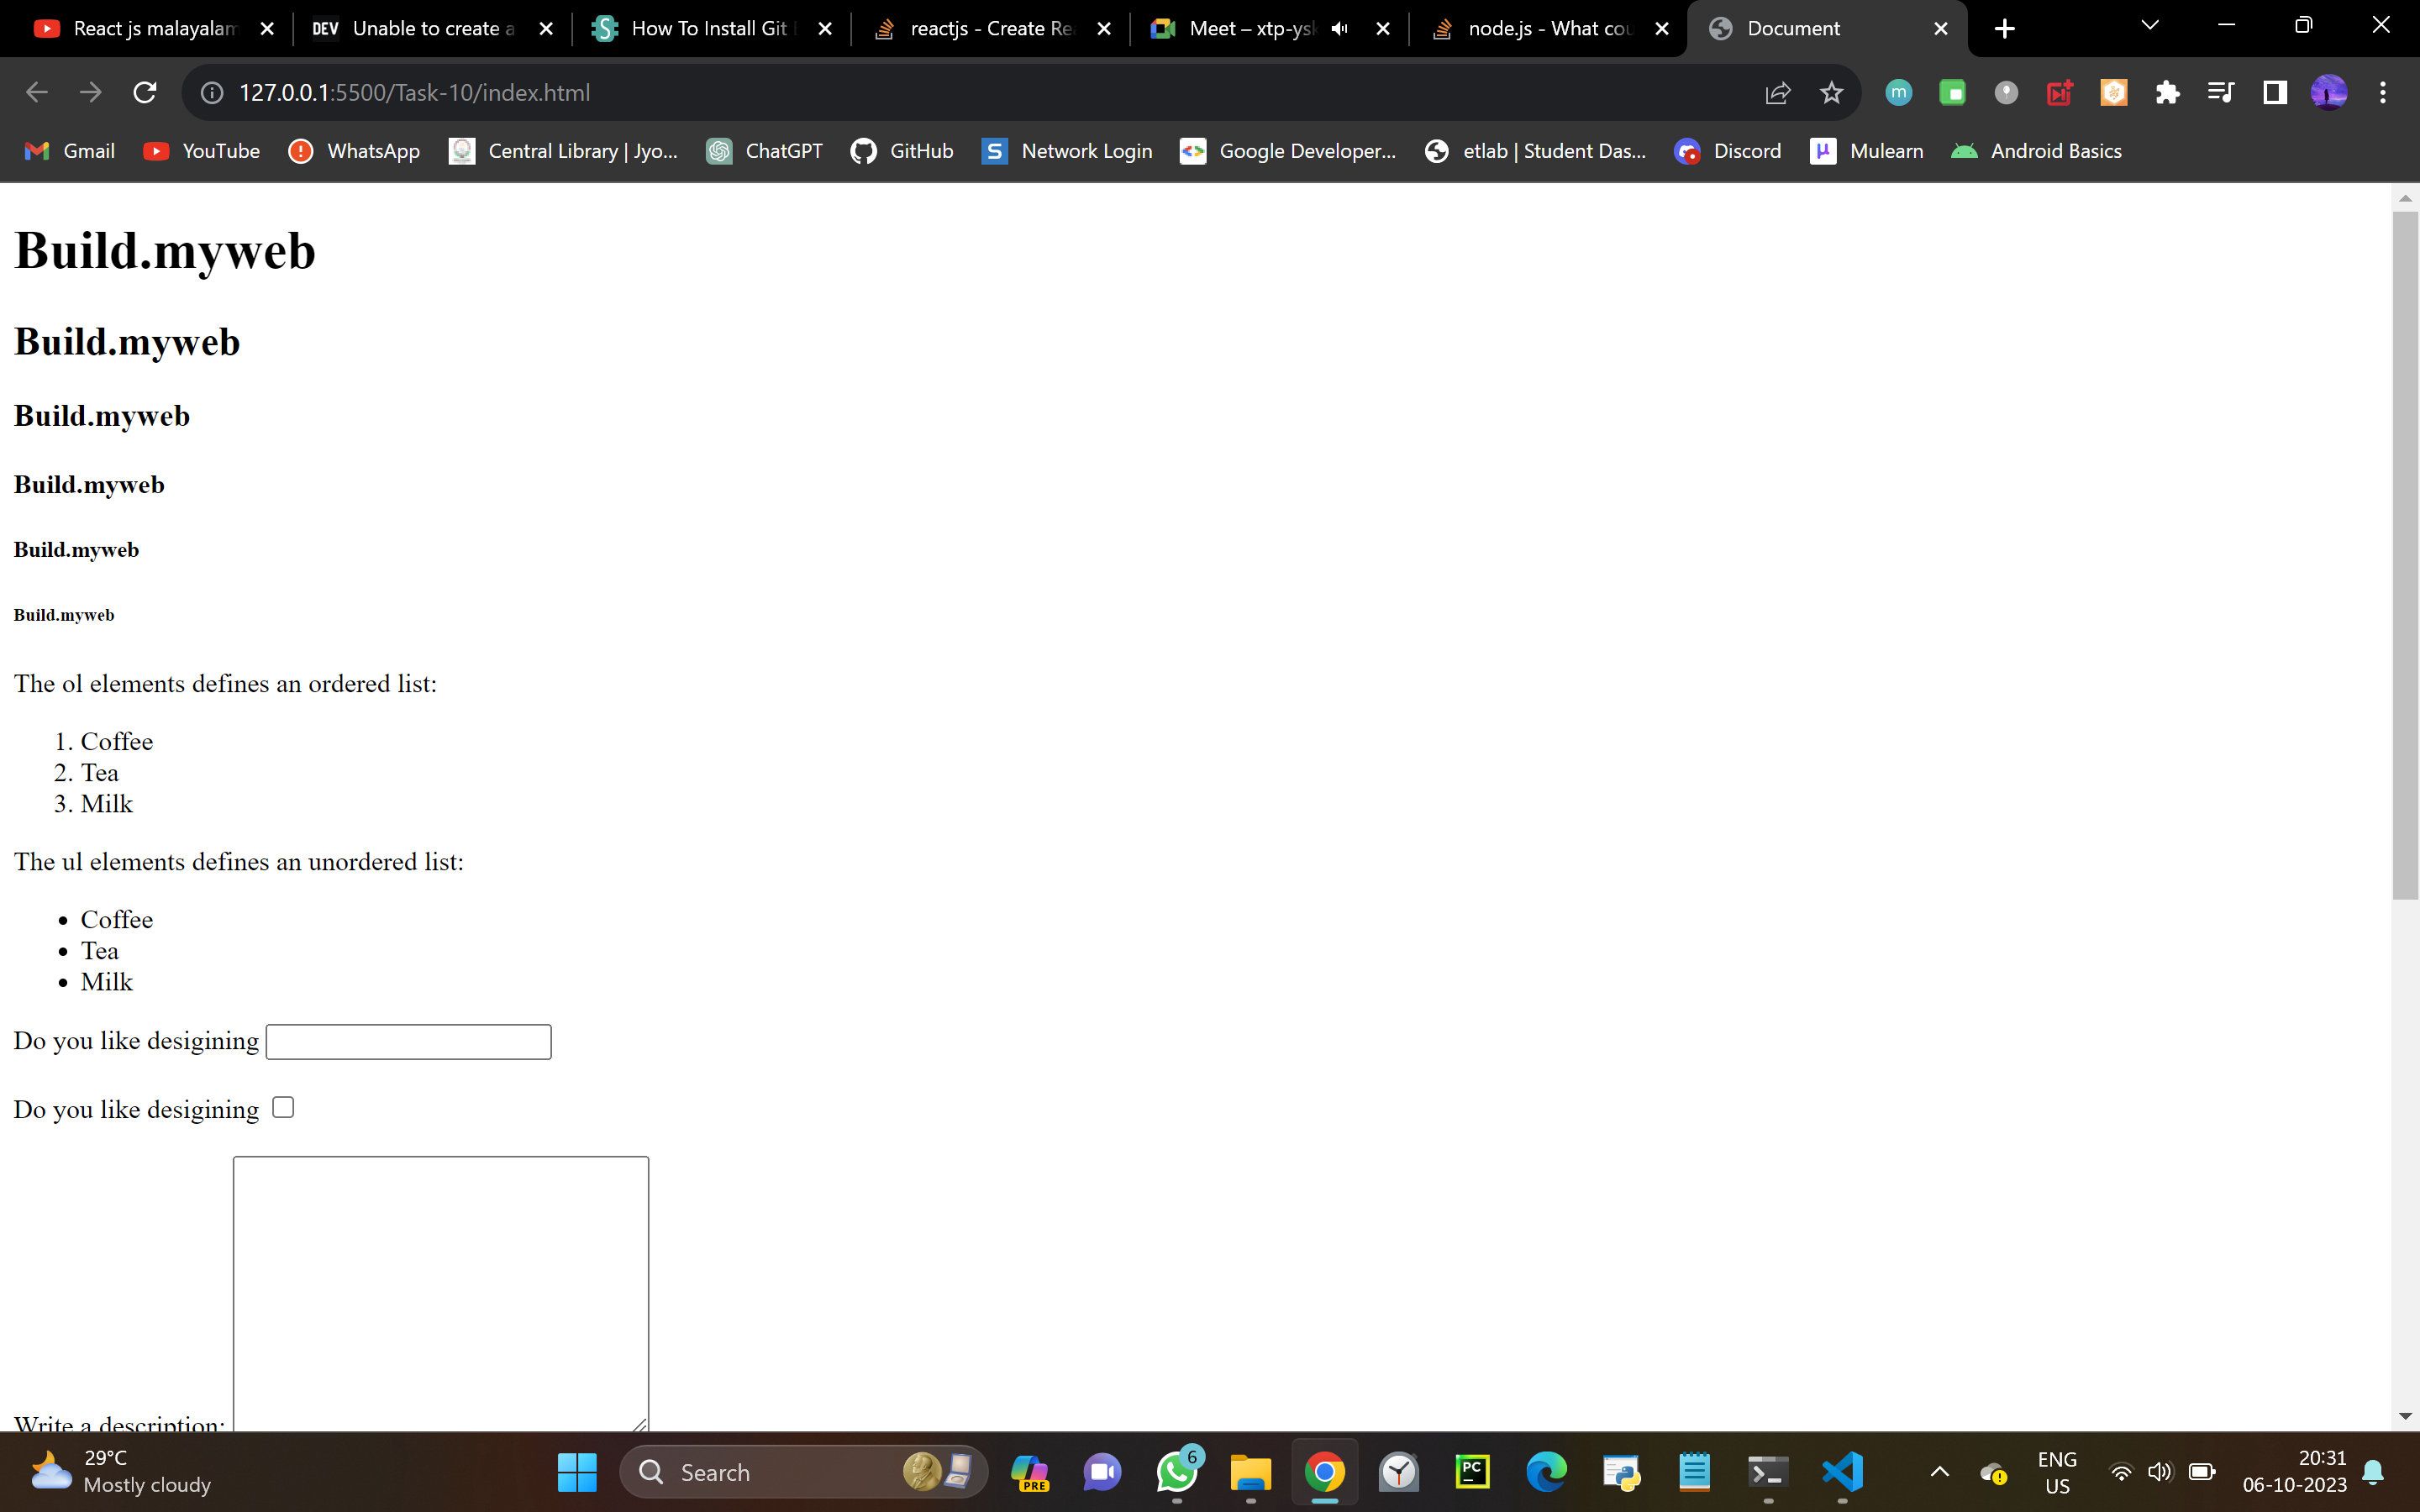 React js malayalam
DEV Unable to create a
How To Install Git
reactjs - Create Re
Meet – xtp-ysk
node.js - What cou
Document
127.0.0.1:5500/Task-10/index.html
m
Gmail
YouTube
WhatsApp
Central Library | Jyo...
ChatGPT
GitHub
S Network Login
Google Developer...
etlab | Student Das...
Discord
μ Mulearn
Android Basics
Build.myweb
Build.myweb
Build.myweb
Build.myweb
Build.myweb
Build.myweb
The ol elements defines an ordered list:
1. Coffee
2. Tea
3. Milk
The ul elements defines an unordered list:
• Coffee
• Tea
• Milk
Do you like desigining
Do you like desigining
Write a description:
29°C
Mostly cloudy
Search
PRE
6
PC
ENG
US
20:31
06-10-2023